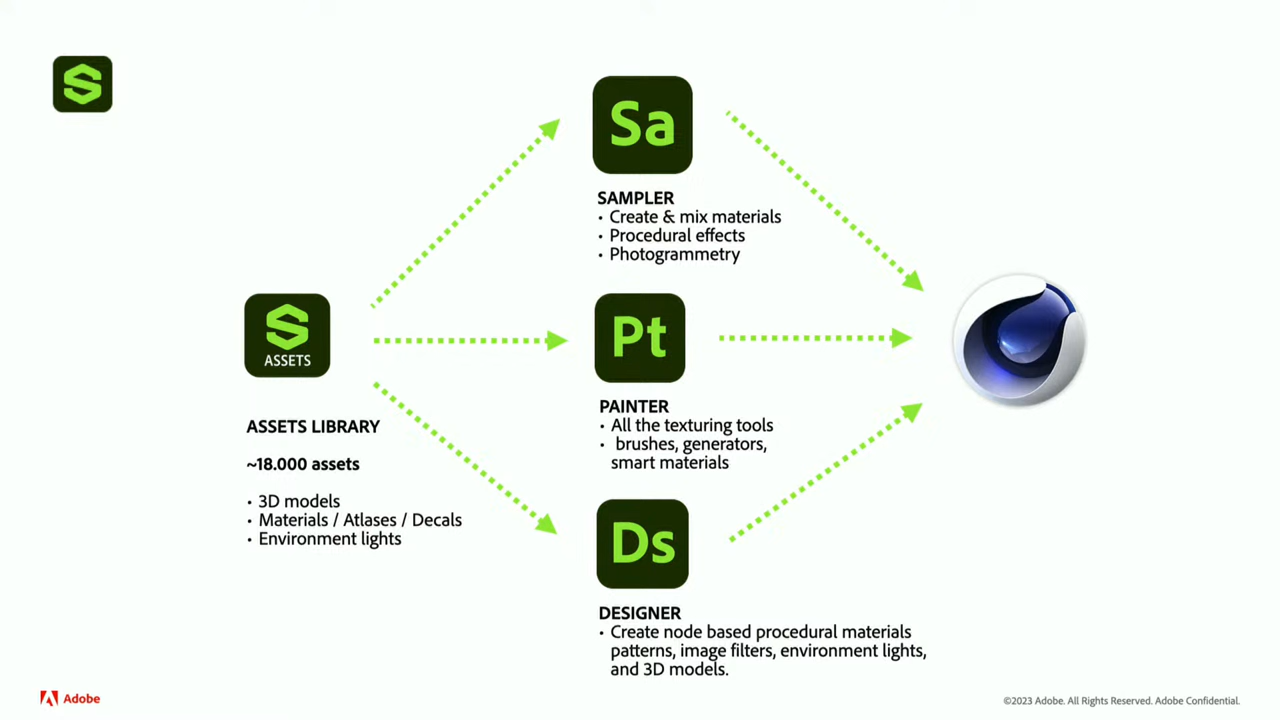 Sa
SAMPLER
• Create & mix materials
• Procedural effects
• Photogrammetry
S
ASSETS
ASSETS LIBRARY
~18.000 assets
• 3D models
• Materials / Atlases / Decals
• Environment lights
Pt
PAINTER
• All the texturing tools
• brushes, generators,
smart materials
Ds
DESIGNER
• Create node based procedural materials
patterns, image filters, environment lights,
and 3D models.
Adobe
©2023 Adobe. All Rights Reserved. Adobe Confidential.